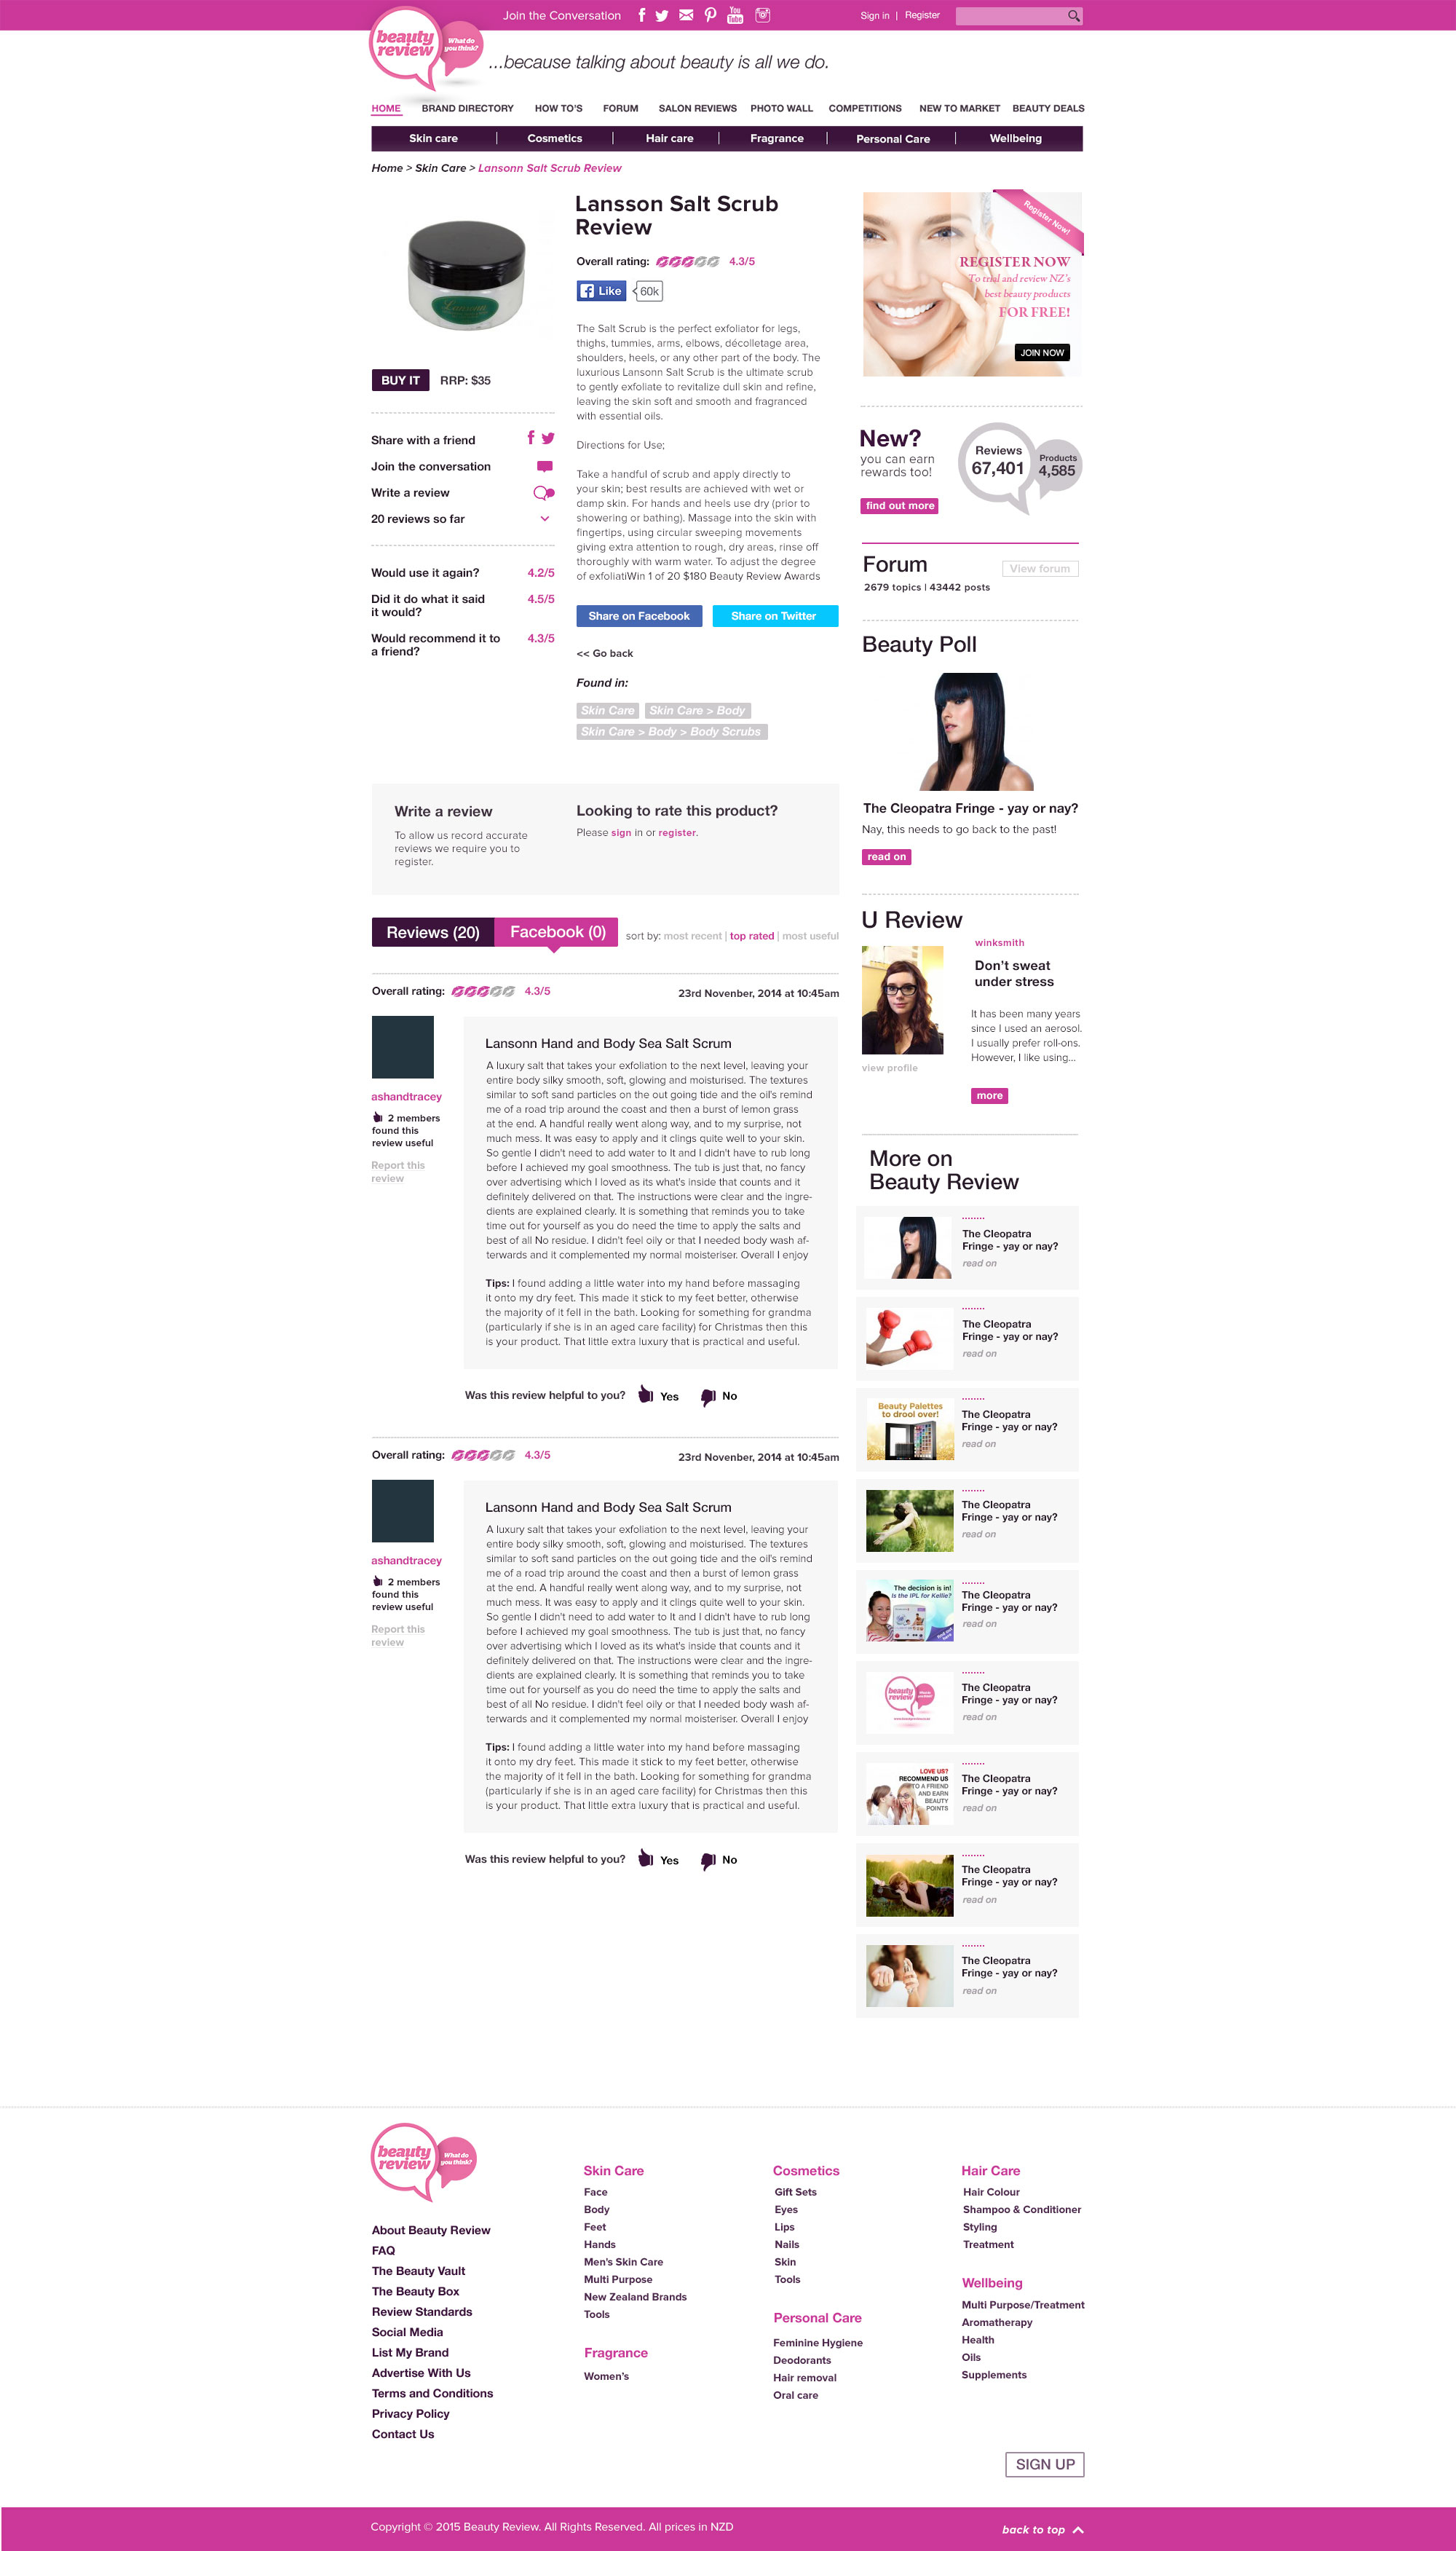 Join the Conversation
Sign in | Register
beauty review
What do you think?
...because talking about beauty is all we do.
HOME BRAND DIRECTORY HOW TO'S FORUM SALON REVIEWS PHOTO WALL COMPETITIONS NEW TO MARKET BEAUTY DEALS
Skin care | Cosmetics | Hair care | Fragrance | Personal Care | Wellbeing
Home > Skin Care > Lansonn Salt Scrub Review
BUY IT RRP: $35
Share with a friend
Join the conversation
Write a review
20 reviews so far
Would use it again? 4.2/5
Did it do what it said
it would? 4.5/5
Would recommend it to
a friend? 4.3/5
Lansson Salt Scrub
Review
Overall rating: 4.3/5
Like 60k
The Salt Scrub is the perfect exfoliator for legs,
thighs, tummies, arms, elbows, décolletage area,
shoulders, heels, or any other part of the body. The
luxurious Lansonn Salt Scrub is the ultimate scrub
to gently exfoliate to revitalize dull skin and refine,
leaving the skin soft and smooth and fragranced
with essential oils.
Directions for Use;
Take a handful of scrub and apply directly to
your skin; best results are achieved with wet or
damp skin. For hands and heels use dry (prior to
showering or bathing). Massage into the skin with
fingertips, using circular sweeping movements
giving extra attention to rough, dry areas, rinse off
thoroughly with warm water. To adjust the degree
of exfoliatiWin 1 of 20 $180 Beauty Review Awards
Share on Facebook Share on Twitter
<< Go back
Found in:
Skin Care Skin Care > Body
Skin Care > Body > Body Scrubs
Write a review
To allow us record accurate
reviews we require you to
register.
Looking to rate this product?
Please sign in or register.
Reviews (20) Facebook (0) sort by: most recent | top rated | most useful
Overall rating: 4.3/5 23rd Novenber, 2014 at 10:45am
ashandtracey
2 members
found this
review useful
Report this
review
Lansonn Hand and Body Sea Salt Scrum
A luxury salt that takes your exfoliation to the next level, leaving your
entire body silky smooth, soft, glowing and moisturised. The textures
similar to soft sand particles on the out going tide and the oil's remind
me of a road trip around the coast and then a burst of lemon grass
at the end. A handful really went along way, and to my surprise, not
much mess. It was easy to apply and it clings quite well to your skin.
So gentle I didn't need to add water to It and I didn't have to rub long
before I achieved my goal smoothness. The tub is just that, no fancy
over advertising which I loved as its what's inside that counts and it
definitely delivered on that. The instructions were clear and the ingre-
dients are explained clearly. It is something that reminds you to take
time out for yourself as you do need the time to apply the salts and
best of all No residue. I didn't feel oily or that I needed body wash af-
terwards and it complemented my normal moisteriser. Overall I enjoy
Tips: I found adding a little water into my hand before massaging
it onto my dry feet. This made it stick to my feet better, otherwise
the majority of it fell in the bath. Looking for something for grandma
(particularly if she is in an aged care facility) for Christmas then this
is your product. That little extra luxury that is practical and useful.
Was this review helpful to you? Yes No
Overall rating: 4.3/5 23rd Novenber, 2014 at 10:45am
ashandtracey
2 members
found this
review useful
Report this
review
Lansonn Hand and Body Sea Salt Scrum
A luxury salt that takes your exfoliation to the next level, leaving your
entire body silky smooth, soft, glowing and moisturised. The textures
similar to soft sand particles on the out going tide and the oil's remind
me of a road trip around the coast and then a burst of lemon grass
at the end. A handful really went along way, and to my surprise, not
much mess. It was easy to apply and it clings quite well to your skin.
So gentle I didn't need to add water to It and I didn't have to rub long
before I achieved my goal smoothness. The tub is just that, no fancy
over advertising which I loved as its what's inside that counts and it
definitely delivered on that. The instructions were clear and the ingre-
dients are explained clearly. It is something that reminds you to take
time out for yourself as you do need the time to apply the salts and
best of all No residue. I didn't feel oily or that I needed body wash af-
terwards and it complemented my normal moisteriser. Overall I enjoy
Tips: I found adding a little water into my hand before massaging
it onto my dry feet. This made it stick to my feet better, otherwise
the majority of it fell in the bath. Looking for something for grandma
(particularly if she is in an aged care facility) for Christmas then this
is your product. That little extra luxury that is practical and useful.
Was this review helpful to you? Yes No
Register Now!
REGISTER NOW
To trial and review NZ's
best beauty products
FOR FREE!
JOIN NOW
New?
you can earn
rewards too!
find out more
Reviews
67,401
Products
4,585
Forum
View forum
2679 topics | 43442 posts
Beauty Poll
The Cleopatra Fringe - yay or nay?
Nay, this needs to go back to the past!
read on
U Review
winksmith
Don't sweat
under stress
It has been many years
since I used an aerosol.
I usually prefer roll-ons.
However, I like using...
view profile
more
More on
Beauty Review
The Cleopatra
Fringe - yay or nay?
read on
The Cleopatra
Fringe - yay or nay?
read on
Beauty Palettes
to drool over!
The Cleopatra
Fringe - yay or nay?
read on
The Cleopatra
Fringe - yay or nay?
read on
The decision is in!
Is the IPL for Kellie?
The Cleopatra
Fringe - yay or nay?
read on
beauty review
The Cleopatra
Fringe - yay or nay?
read on
LOVE US?
RECOMMEND US
TO A FRIEND
AND EARN
BEAUTY
POINTS
The Cleopatra
Fringe - yay or nay?
read on
The Cleopatra
Fringe - yay or nay?
read on
The Cleopatra
Fringe - yay or nay?
read on
beauty review
What do you think?
About Beauty Review
FAQ
The Beauty Vault
The Beauty Box
Review Standards
Social Media
List My Brand
Advertise With Us
Terms and Conditions
Privacy Policy
Contact Us
Skin Care
Face
Body
Feet
Hands
Men's Skin Care
Multi Purpose
New Zealand Brands
Tools
Fragrance
Women's
Cosmetics
Gift Sets
Eyes
Lips
Nails
Skin
Tools
Personal Care
Feminine Hygiene
Deodorants
Hair removal
Oral care
Hair Care
Hair Colour
Shampoo & Conditioner
Styling
Treatment
Wellbeing
Multi Purpose/Treatment
Aromatherapy
Health
Oils
Supplements
SIGN UP
Copyright © 2015 Beauty Review. All Rights Reserved. All prices in NZD
back to top